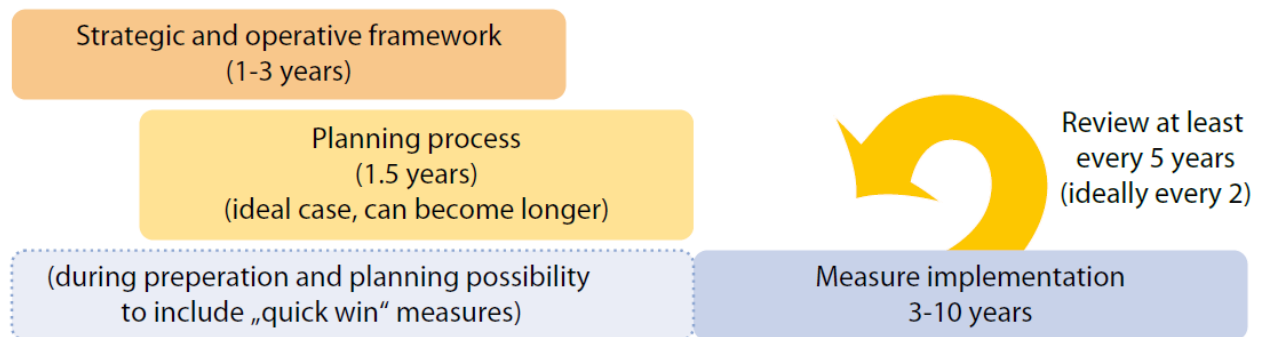 Strategic and operative framework
(1-3 years)
Planning process
(1.5 years)
(ideal case, can become longer)
Review at least
every 5 years
(ideally every 2)
(during preperation and planning possibility
to include „quick win“ measures)
Measure implementation
3-10 years